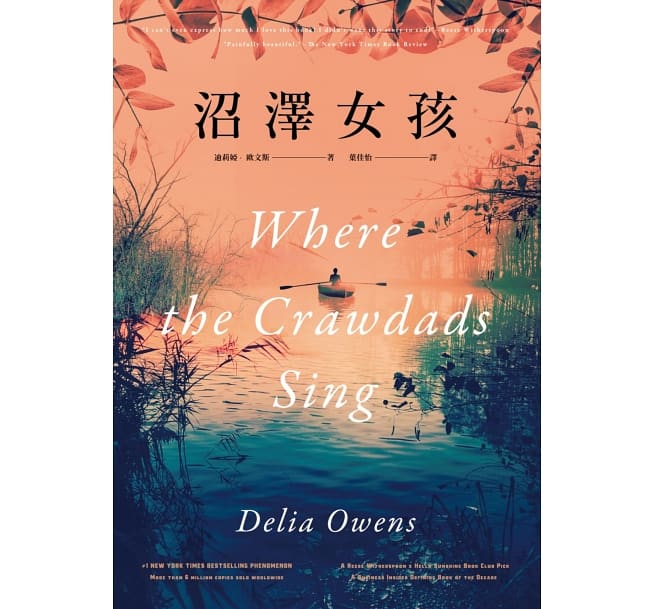 "I can't even express how much I love this book! I didn't want this story to end!"–Reese Witherspoon
"Painfully beautiful."–The New York Times Book Review
沼澤女孩
迪莉婭·歐文斯 著 葉佳怡 譯
Where
the Crawdads
Sing
Delia Owens
#1 NEW YORK TIMES BESTSELLING PHENOMENON
MORE THAN 6 MILLION COPIES SOLD WORLDWIDE
A REESE WITHERSPOON X HELLO SUNSHINE BOOK CLUB PICK
A BUSINESS INSIDER DEFINING BOOK OF THE DECADE